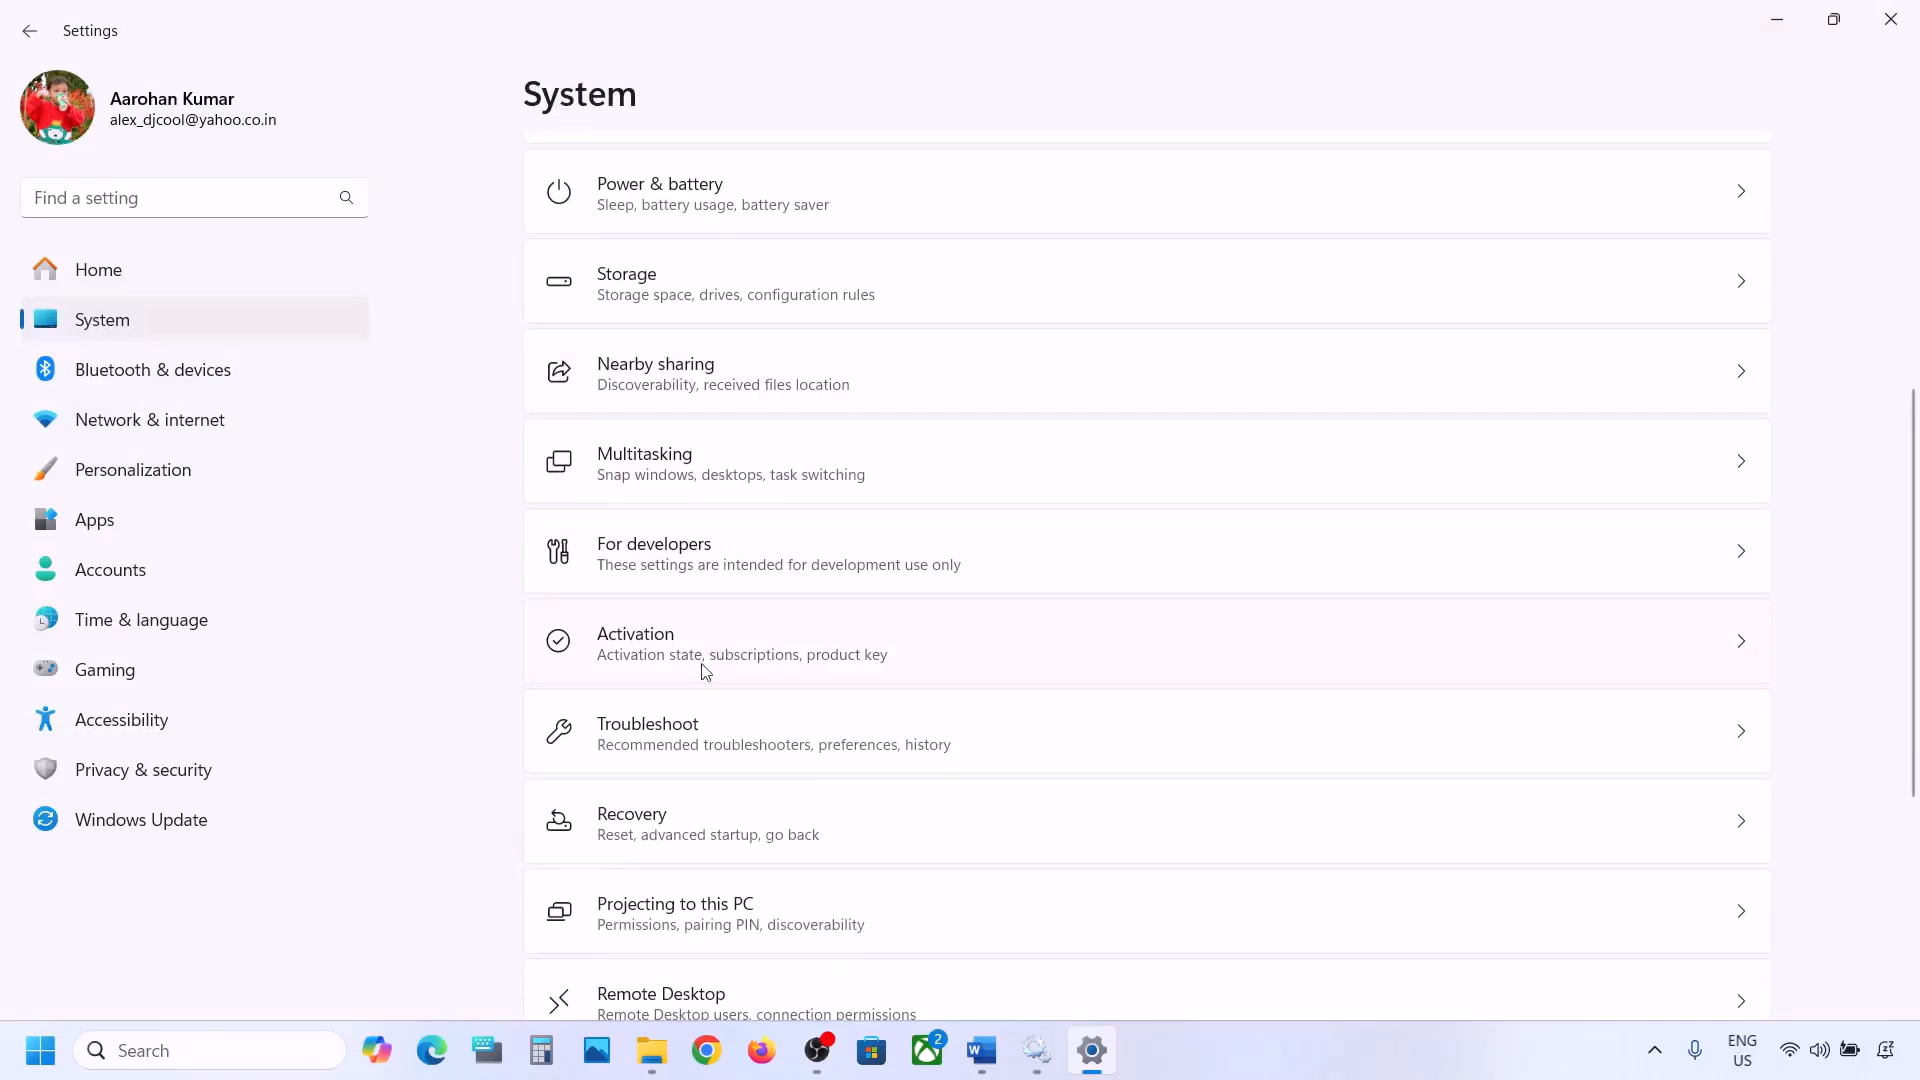 Settings
Aarohan Kumar
alex_djcool@yahoo.co.in
Find a setting
Home
System
Bluetooth & devices
Network & internet
Personalization
Apps
Accounts
Time & language
Gaming
Accessibility
Privacy & security
Windows Update
System
Power & battery
Sleep, battery usage, battery saver
Storage
Storage space, drives, configuration rules
Nearby sharing
Discoverability, received files location
Multitasking
Snap windows, desktops, task switching
For developers
These settings are intended for development use only
Activation
Activation state, subscriptions, product key
Troubleshoot
Recommended troubleshooters, preferences, history
Recovery
Reset, advanced startup, go back
Projecting to this PC
Permissions, pairing PIN, discoverability
Remote Desktop
Remote Desktop users, connection permissions
Search
2
ENG
US